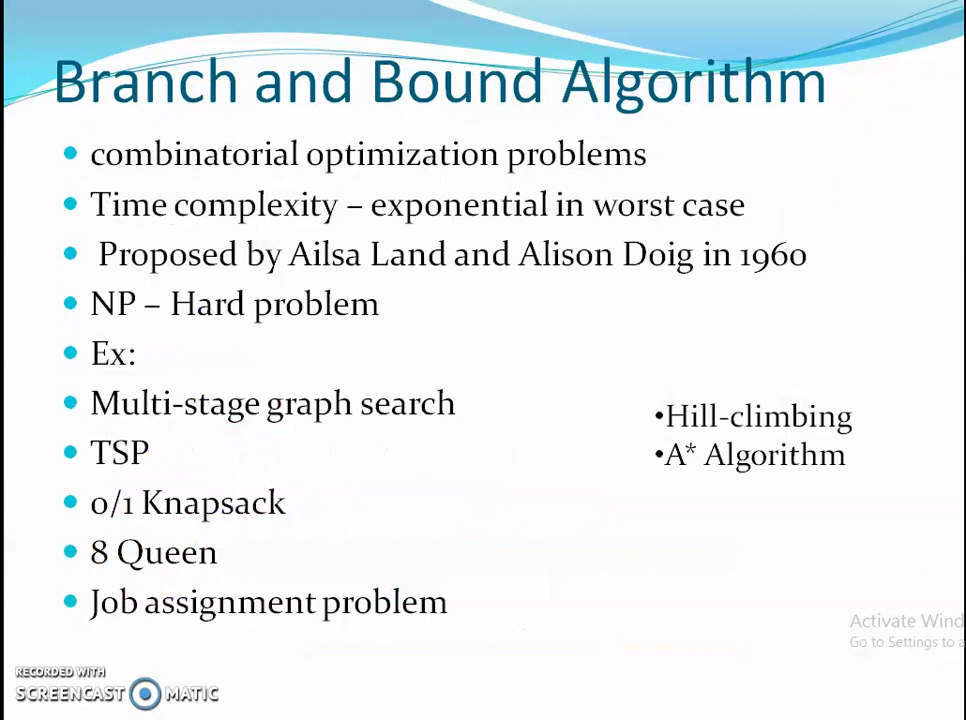 Branch and Bound Algorithm
• combinatorial optimization problems
• Time complexity – exponential in worst case
• Proposed by Ailsa Land and Alison Doig in 1960
• NP – Hard problem
• Ex:
• Multi-stage graph search
• TSP
• 0/1 Knapsack
• 8 Queen
• Job assignment problem
•Hill-climbing
•A* Algorithm
Activate Wind
Go to Settings to a
RECORDED WITH
SCREENCAST MATIC